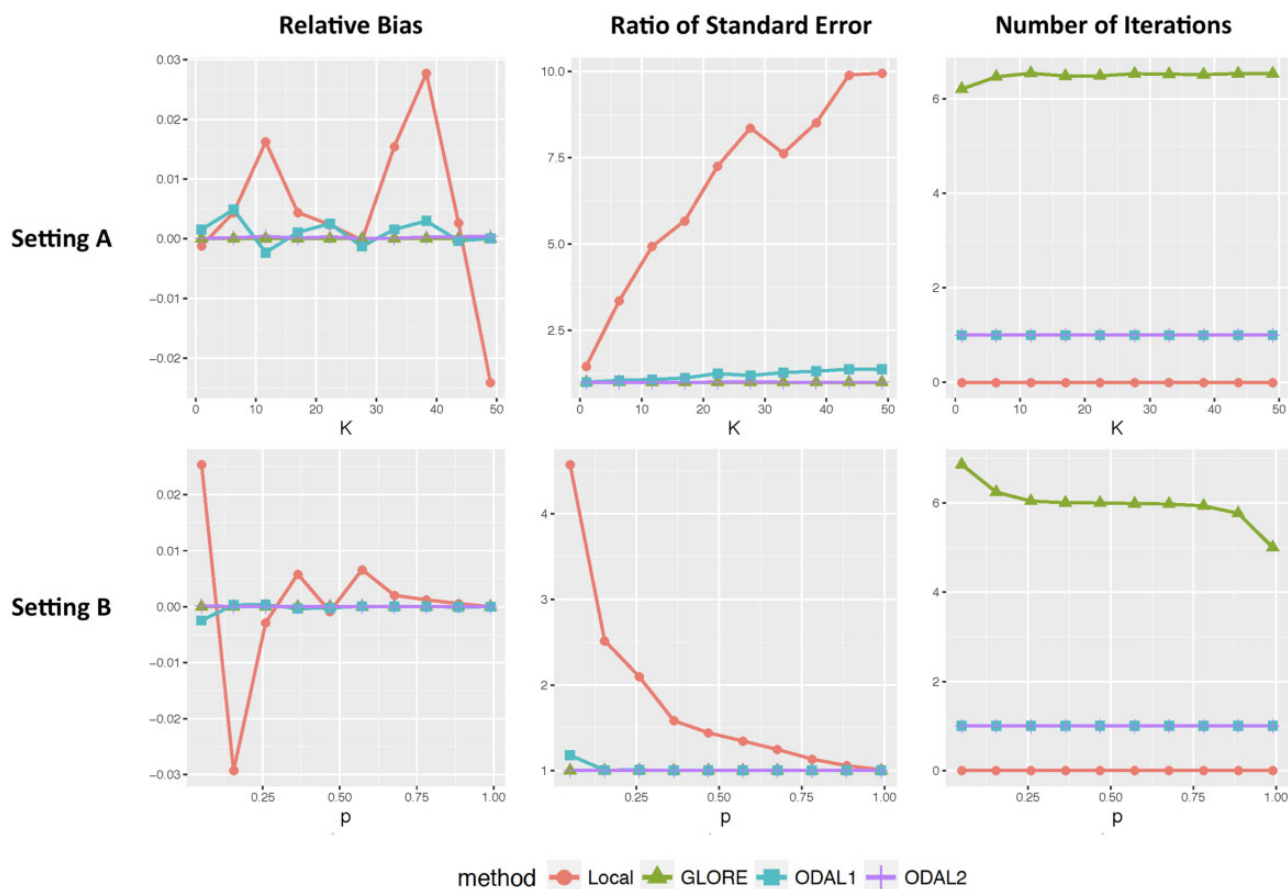 Relative Bias Ratio of Standard Error Number of Iterations
Setting A
0.03
0.02
0.01
0.00
−0.01
−0.02
0 10 20 30 40 50
K
10.0
7.5
5.0
2.5
0 10 20 30 40 50
K
6
4
2
0
0 10 20 30 40 50
K
Setting B
0.02
0.01
0.00
−0.01
−0.02
−0.03
0.25 0.50 0.75 1.00
p
4
3
2
1
0.25 0.50 0.75 1.00
p
6
4
2
0
0.25 0.50 0.75 1.00
p
method Local GLORE ODAL1 ODAL2